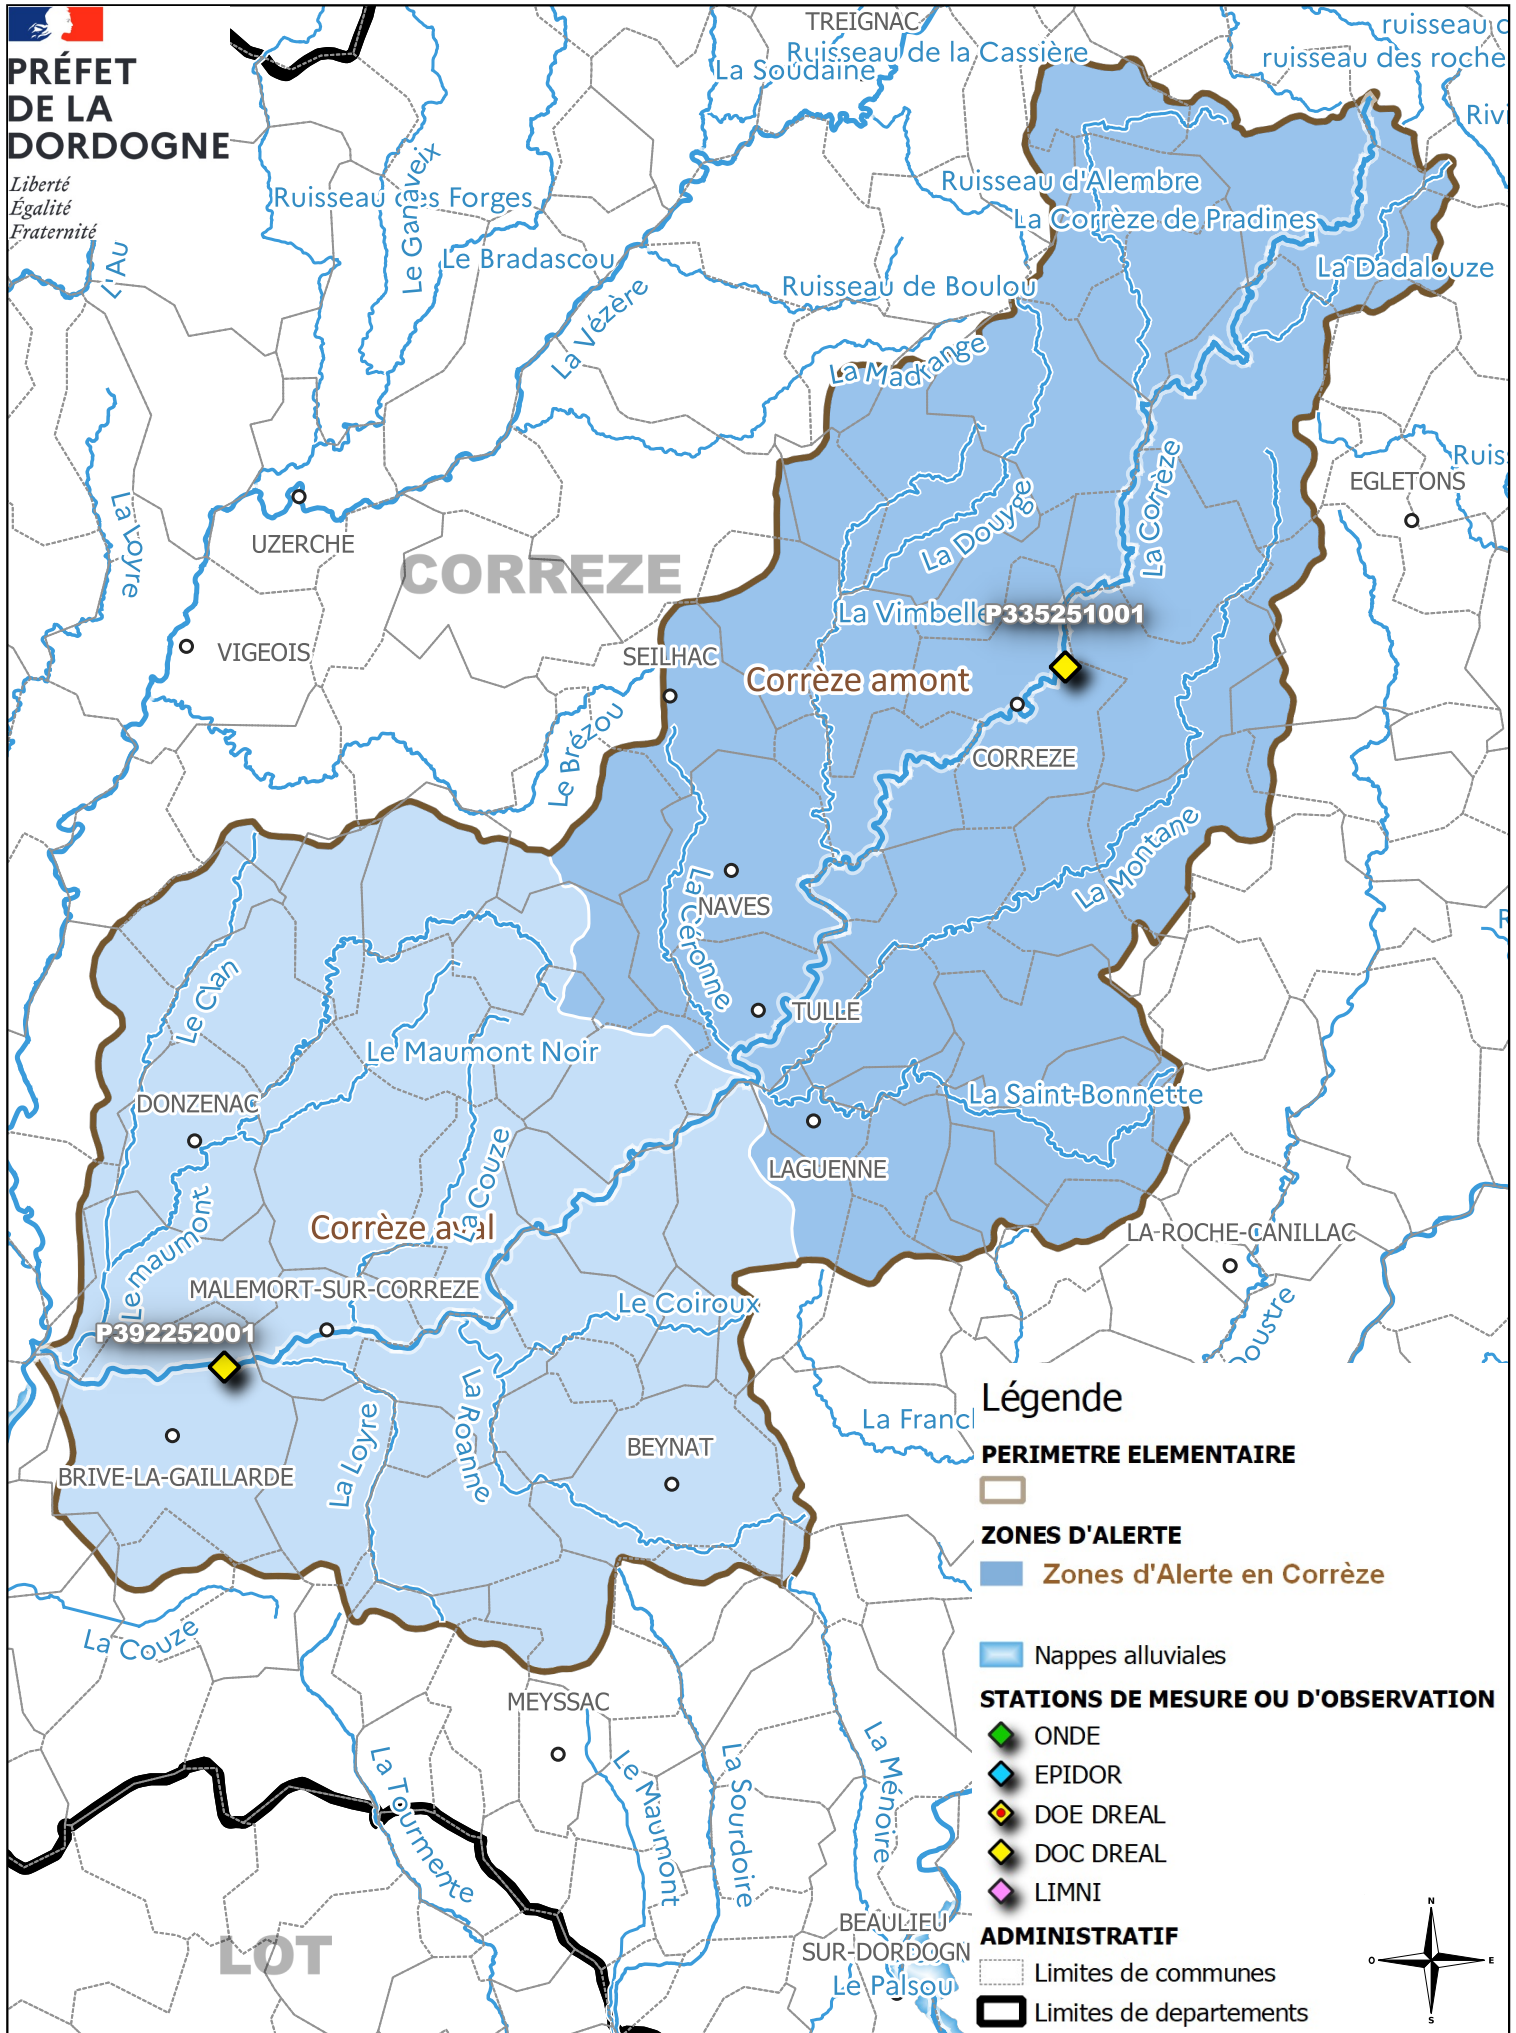 PRÉFET
DE LA
DORDOGNE
Liberté
Égalité
Fraternité
TREIGNAC
Ruisseau de la Cassière
La Soudaine
ruisseau des roche
Ruisseau des Forges
Le Ganaveix
Le Bradascou
La Vézère
Ruisseau d'Alembre
La Corrèze de Pradines
La Dadalouze
Ruisseau de Boulou
La Madrange
L'Au
La Loyre
UZERCHE
CORREZE
VIGEOIS
SEILHAC
Le Brézou
EGLETONS
Ruis
La Corrèze
La Douyge
La Vimbelle
P335251001
Corrèze amont
CORREZE
La Montane
NAVES
La Céronne
TULLE
La Saint-Bonnette
LAGUENNE
LA-ROCHE-CANILLAC
Doustre
Le Clan
Le Maumont Noir
DONZENAC
La Couze
Le maumont
Corrèze aval
MALEMORT-SUR-CORREZE
P392252001
Le Coiroux
La Loyre
La Roanne
BEYNAT
BRIVE-LA-GAILLARDE
La Couze
MEYSSAC
La Tourmente
Le Maumont
La Sourdoire
La Ménoire
LOT
BEAULIEU
SUR-DORDOGN
Le Palsou
La Franc
Légende
PERIMETRE ELEMENTAIRE
ZONES D'ALERTE
Zones d'Alerte en Corrèze
Nappes alluviales
STATIONS DE MESURE OU D'OBSERVATION
ONDE
EPIDOR
DOE DREAL
DOC DREAL
LIMNI
ADMINISTRATIF
Limites de communes
Limites de departements
N
O
E
S